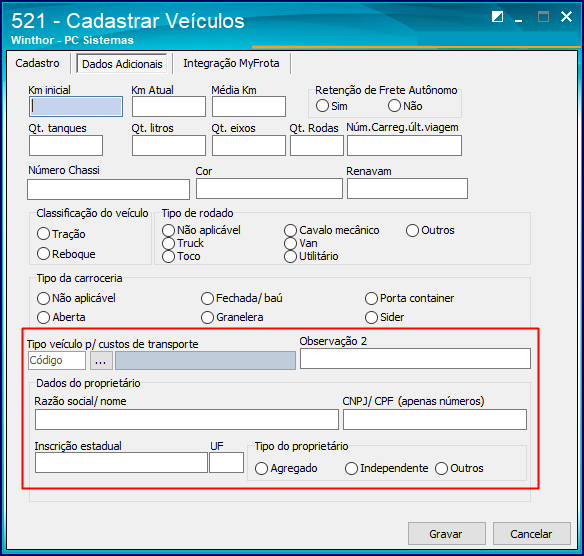 521 - Cadastrar Veículos
Winthor - PC Sistemas
Cadastro Dados Adicionais Integração MyFrota
Km inicial Km Atual Média Km Retenção de Frete Autônomo
Sim Não
Qt. tanques Qt. litros Qt. eixos Qt. Rodas Núm.Carreg.últ.viagem
Número Chassi Cor Renavam
Classificação do veículo Tipo de rodado
Tração Não aplicável Cavalo mecânico Outros
Truck Van
Reboque Toco Utilitário
Tipo da carroceria
Não aplicável Fechada/ baú Porta container
Aberta Granelera Sider
Tipo veículo p/ custos de transporte Observação 2
Código ...
Dados do proprietário
Razão social/ nome CNPJ/ CPF (apenas números)
Inscrição estadual UF Tipo do proprietário
Agregado Independente Outros
Gravar Cancelar